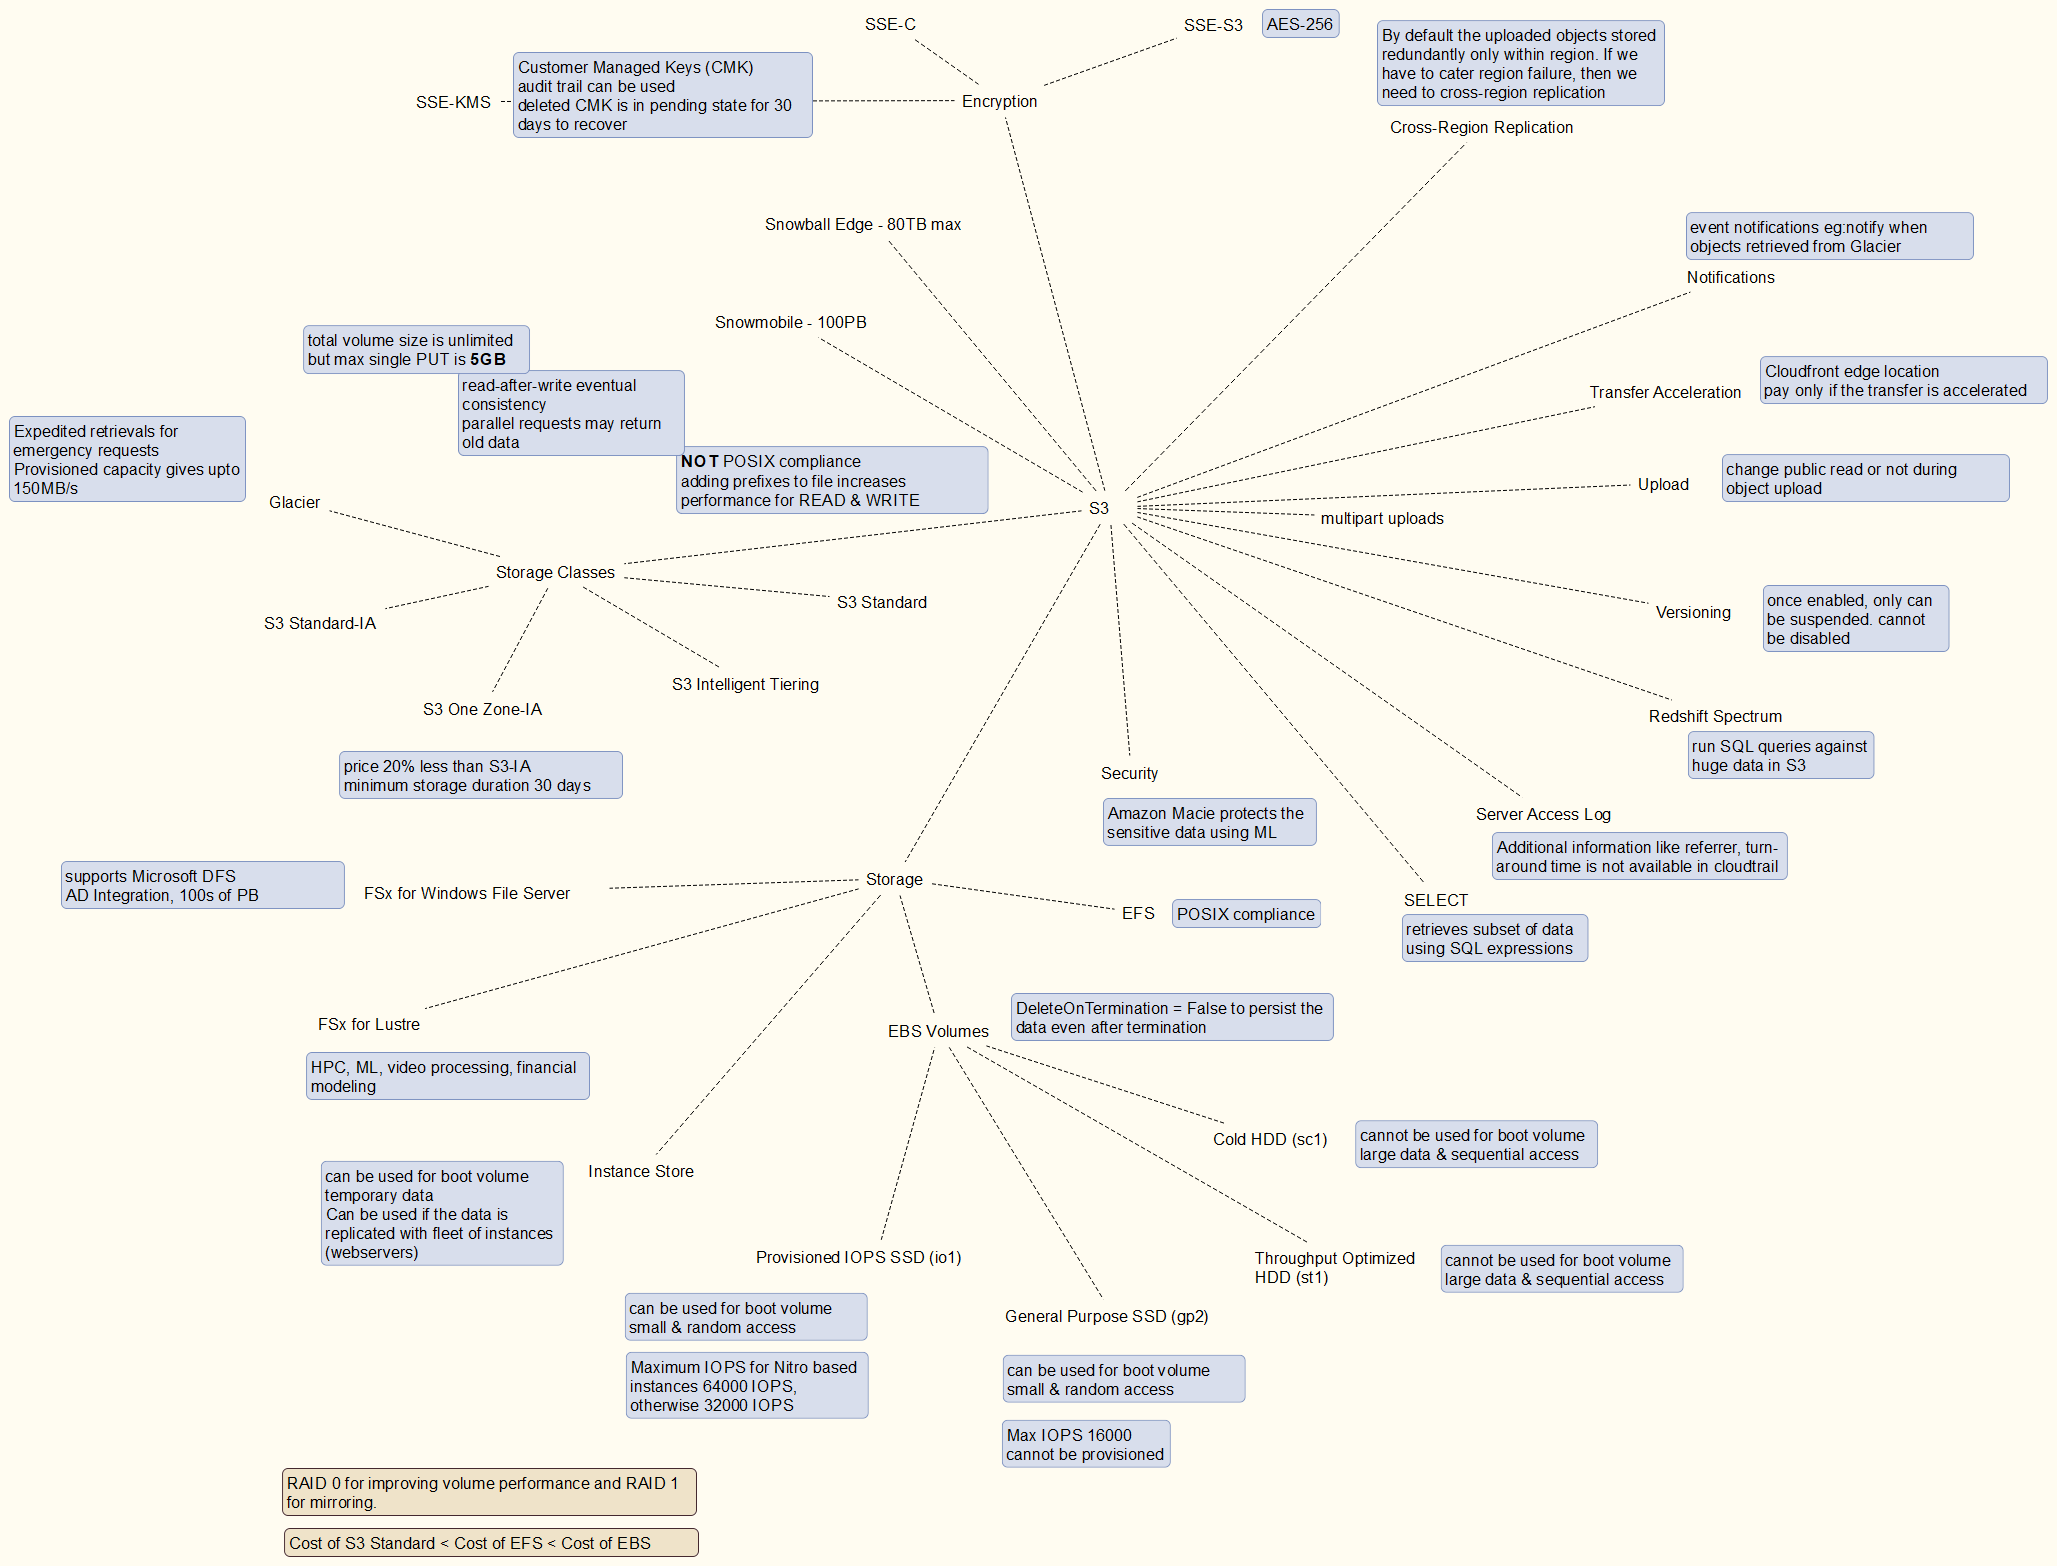 SSE-C
SSE-S3
AES-256
By default the uploaded objects stored
redundantly only within region. If we
have to cater region failure, then we
need to cross-region replication
Cross-Region Replication
Customer Managed Keys (CMK)
audit trail can be used
deleted CMK is in pending state for 30
days to recover
SSE-KMS
Encryption
Snowball Edge - 80TB max
event notifications eg:notify when
objects retrieved from Glacier
Notifications
Snowmobile - 100PB
total volume size is unlimited
but max single PUT is 5GB
read-after-write eventual
consistency
parallel requests may return
old data
NOT POSIX compliance
adding prefixes to file increases
performance for READ & WRITE
Transfer Acceleration
Cloudfront edge location
pay only if the transfer is accelerated
Expedited retrievals for
emergency requests
Provisioned capacity gives upto
150MB/s
Glacier
Upload
change public read or not during
object upload
S3
multipart uploads
Storage Classes
S3 Standard
S3 Standard-IA
Versioning
once enabled, only can
be suspended. cannot
be disabled
S3 Intelligent Tiering
S3 One Zone-IA
price 20% less than S3-IA
minimum storage duration 30 days
Redshift Spectrum
run SQL queries against
huge data in S3
Security
Amazon Macie protects the
sensitive data using ML
Server Access Log
Additional information like referrer, turn-
around time is not available in cloudtrail
SELECT
retrieves subset of data
using SQL expressions
Storage
supports Microsoft DFS
AD Integration, 100s of PB
FSx for Windows File Server
EFS
POSIX compliance
FSx for Lustre
HPC, ML, video processing, financial
modeling
EBS Volumes
DeleteOnTermination = False to persist the
data even after termination
Cold HDD (sc1)
cannot be used for boot volume
large data & sequential access
Instance Store
can be used for boot volume
temporary data
Can be used if the data is
replicated with fleet of instances
(webservers)
Provisioned IOPS SSD (io1)
can be used for boot volume
small & random access
Maximum IOPS for Nitro based
instances 64000 IOPS,
otherwise 32000 IOPS
Throughput Optimized
HDD (st1)
cannot be used for boot volume
large data & sequential access
General Purpose SSD (gp2)
can be used for boot volume
small & random access
Max IOPS 16000
cannot be provisioned
RAID 0 for improving volume performance and RAID 1
for mirroring.
Cost of S3 Standard < Cost of EFS < Cost of EBS